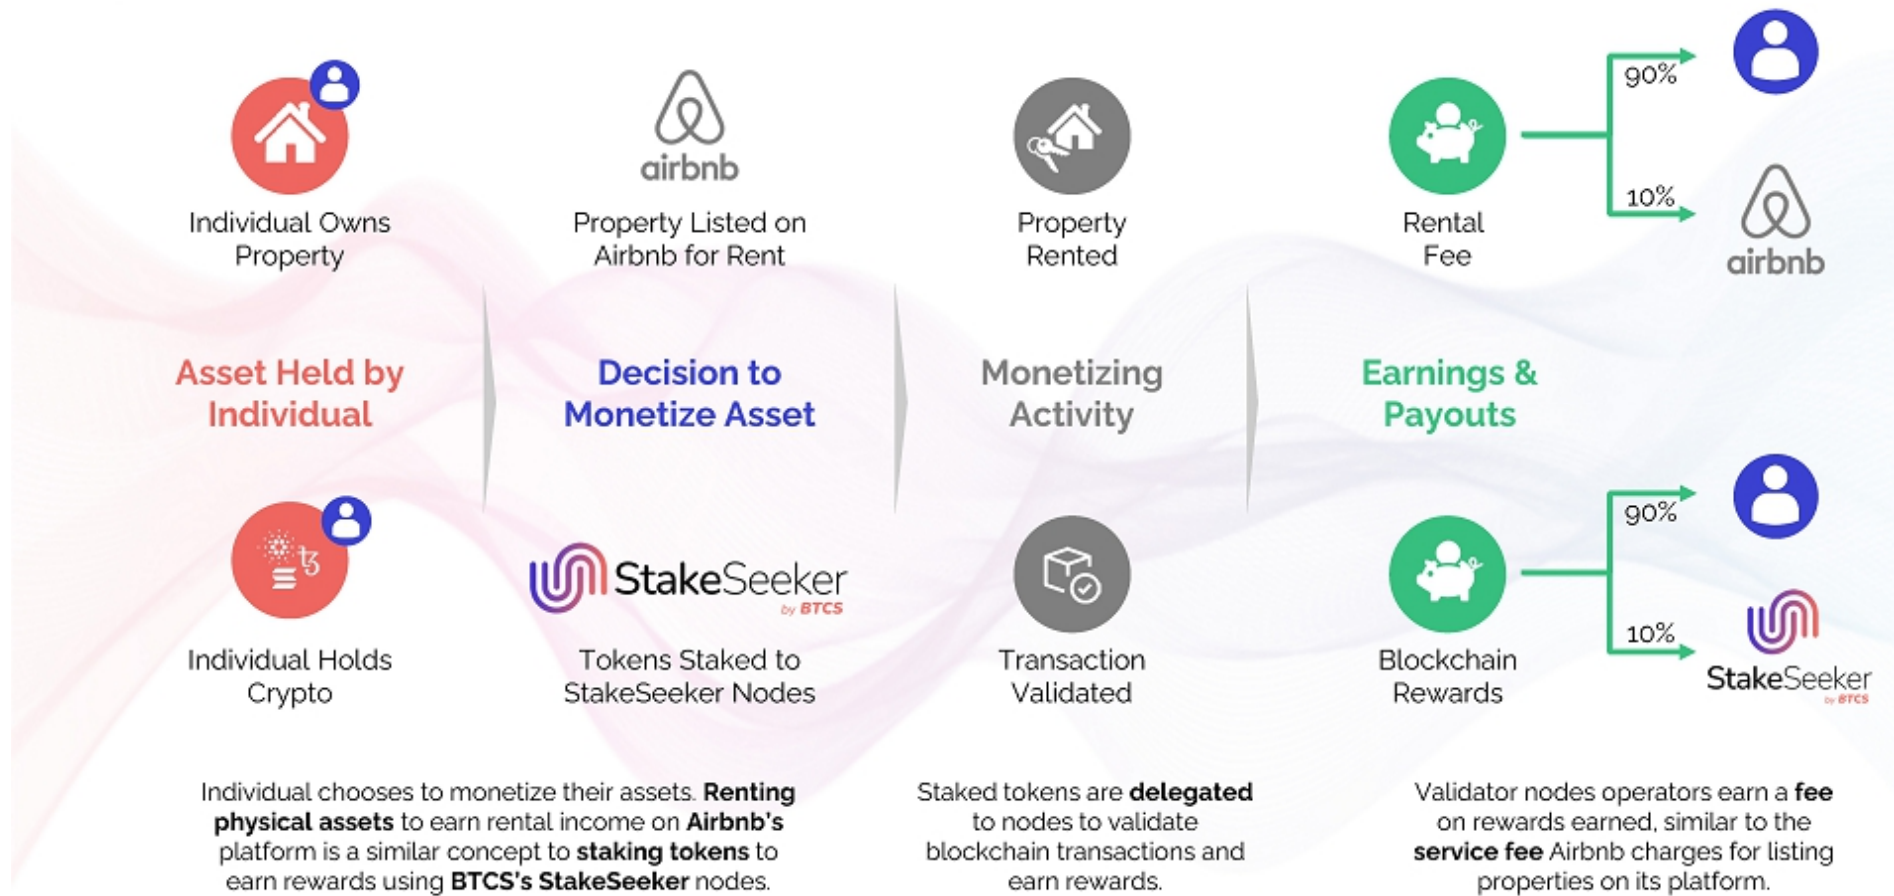 90%
airbnb
10%
Individual Owns
Property
Property Listed on
Airbnb for Rent
Property
Rented
Rental
Fee
airbnb
Asset Held by
Individual
Decision to
Monetize Asset
Monetizing
Activity
Earnings &
Payouts
90%
StakeSeeker
by BTCS
10%
Individual Holds
Crypto
Tokens Staked to
StakeSeeker Nodes
Transaction
Validated
Blockchain
Rewards
StakeSeeker
by BTCS
Individual chooses to monetize their assets. Renting
physical assets to earn rental income on Airbnb's
platform is a similar concept to staking tokens to
earn rewards using BTCS's StakeSeeker nodes.
Staked tokens are delegated
to nodes to validate
blockchain transactions and
earn rewards.
Validator nodes operators earn a fee
on rewards earned, similar to the
service fee Airbnb charges for listing
properties on its platform.